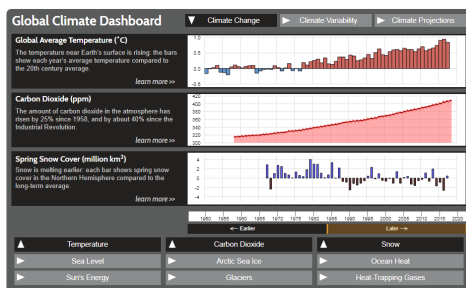 Global Climate Dashboard
Climate Change
Climate Variability
Climate Projections
Global Average Temperature (°C)
The temperature near Earth's surface is rising: the bars
show each year's average temperature compared to
the 20th century average.
learn more >>
1.0
0.5
0.0
-0.5
Carbon Dioxide (ppm)
The amount of carbon dioxide in the atmosphere has
risen by 25% since 1958, and by about 40% since the
Industrial Revolution.
learn more >>
420
400
380
360
340
320
300
Spring Snow Cover (million km²)
Snow is melting earlier: each bar shows spring snow
cover in the Northern Hemisphere compared to the
long-term average.
learn more >>
4
2
0
-2
-4
1950 1955 1960 1965 1970 1975 1980 1985 1990 1995 2000 2005 2010 2015 2020
<- Earlier
Later ->
Temperature
Carbon Dioxide
Snow
Sea Level
Arctic Sea Ice
Ocean Heat
Sun's Energy
Glaciers
Heat-Trapping Gases